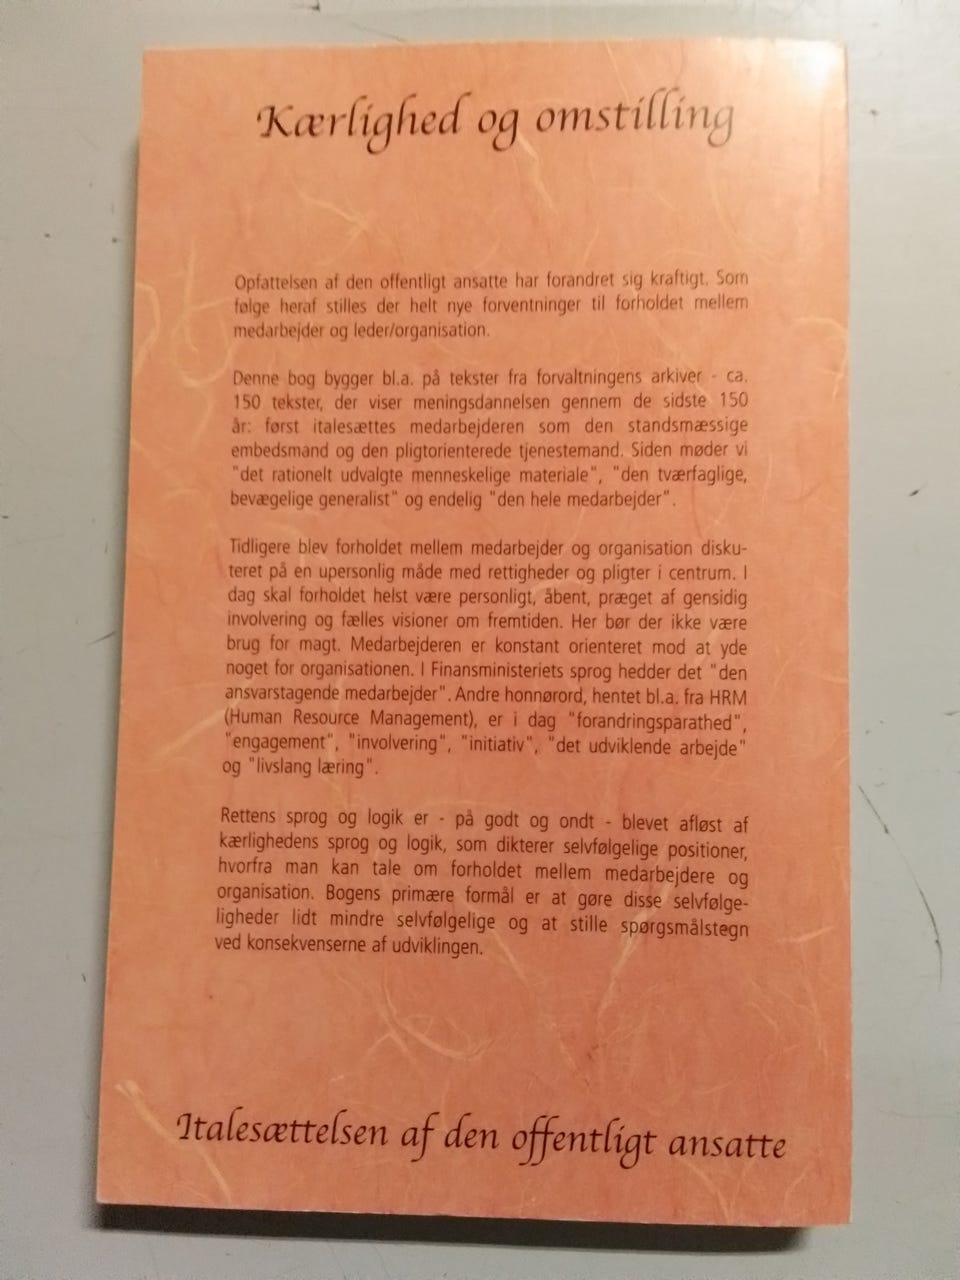 Kærlighed og omstilling
Opfattelsen af den offentligt ansatte har forandret sig kraftigt. Som
følge heraf stilles der helt nye forventninger til forholdet mellem
medarbejder og leder/organisation.
Denne bog bygger bl.a. på tekster fra forvaltningens arkiver - ca.
150 tekster, der viser meningsdannelsen gennem de sidste 150
år: først italesættes medarbejderen som den standsmæssige
embedsmand og den pligtorienterede tjenestemand. Siden møder vi
"det rationelt udvalgte menneskelige materiale", "den tværfaglige,
bevægelige generalist" og endelig "den hele medarbejder".
Tidligere blev forholdet mellem medarbejder og organisation disku-
teret på en upersonlig måde med rettigheder og pligter i centrum. I
dag skal forholdet helst være personligt, åbent, præget af gensidig
involvering og fælles visioner om fremtiden. Her bør der ikke være
brug for magt. Medarbejderen er konstant orienteret mod at yde
noget for organisationen. I Finansministeriets sprog hedder det "den
ansvarstagende medarbejder". Andre honnørord, hentet bl.a. fra HRM
(Human Resource Management), er i dag "forandringsparathed",
"engagement", "involvering", "initiativ", "det udviklende arbejde"
og "livslang læring".
Rettens sprog og logik er - på godt og ondt - blevet afløst af
kærlighedens sprog og logik, som dikterer selvfølgelige positioner,
hvorfra man kan tale om forholdet mellem medarbejdere og
organisation. Bogens primære formål er at gøre disse selvfølge-
ligheder lidt mindre selvfølgelige og at stille spørgsmålstegn
ved konsekvenserne af udviklingen.
Italesættelsen af den offentligt ansatte